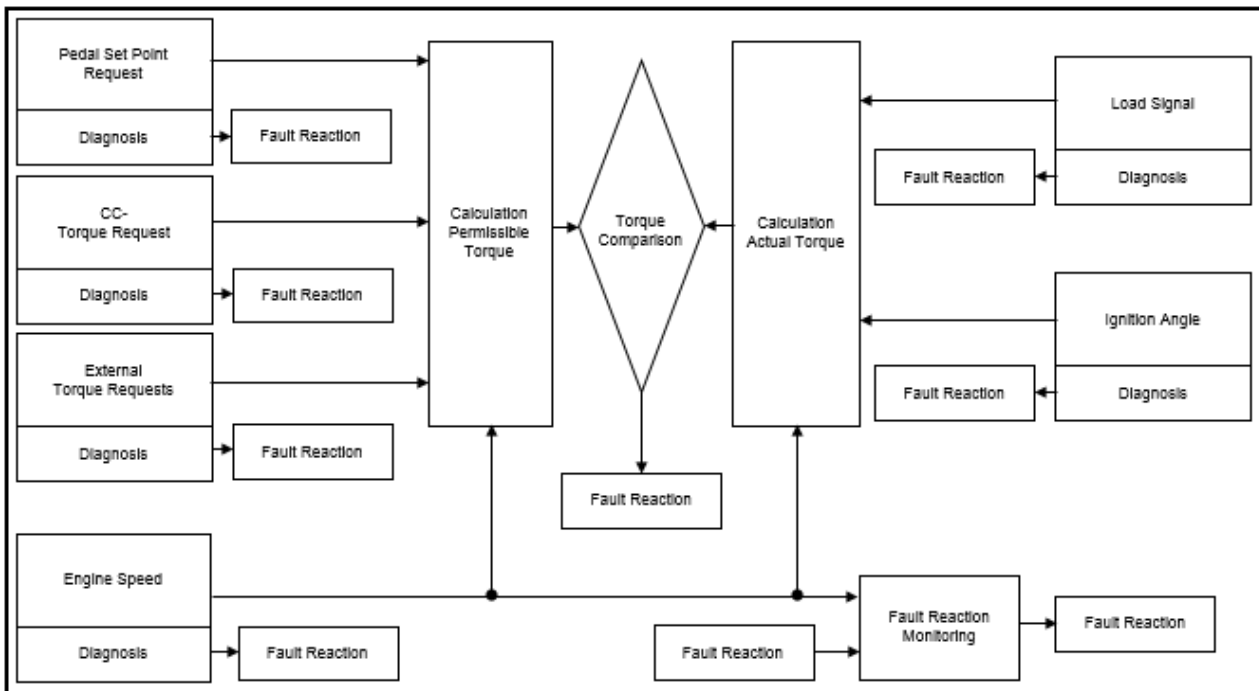 Pedal Set Point
Request
Diagnosis
Fault Reaction
CC-
Torque Request
Diagnosis
Fault Reaction
External
Torque Requests
Diagnosis
Fault Reaction
Engine Speed
Diagnosis
Fault Reaction
Calculation
Permissible
Torque
Torque
Comparison
Fault Reaction
Calculation
Actual Torque
Load Signal
Fault Reaction
Diagnosis
Ignition Angle
Fault Reaction
Diagnosis
Fault Reaction
Fault Reaction
Monitoring
Fault Reaction